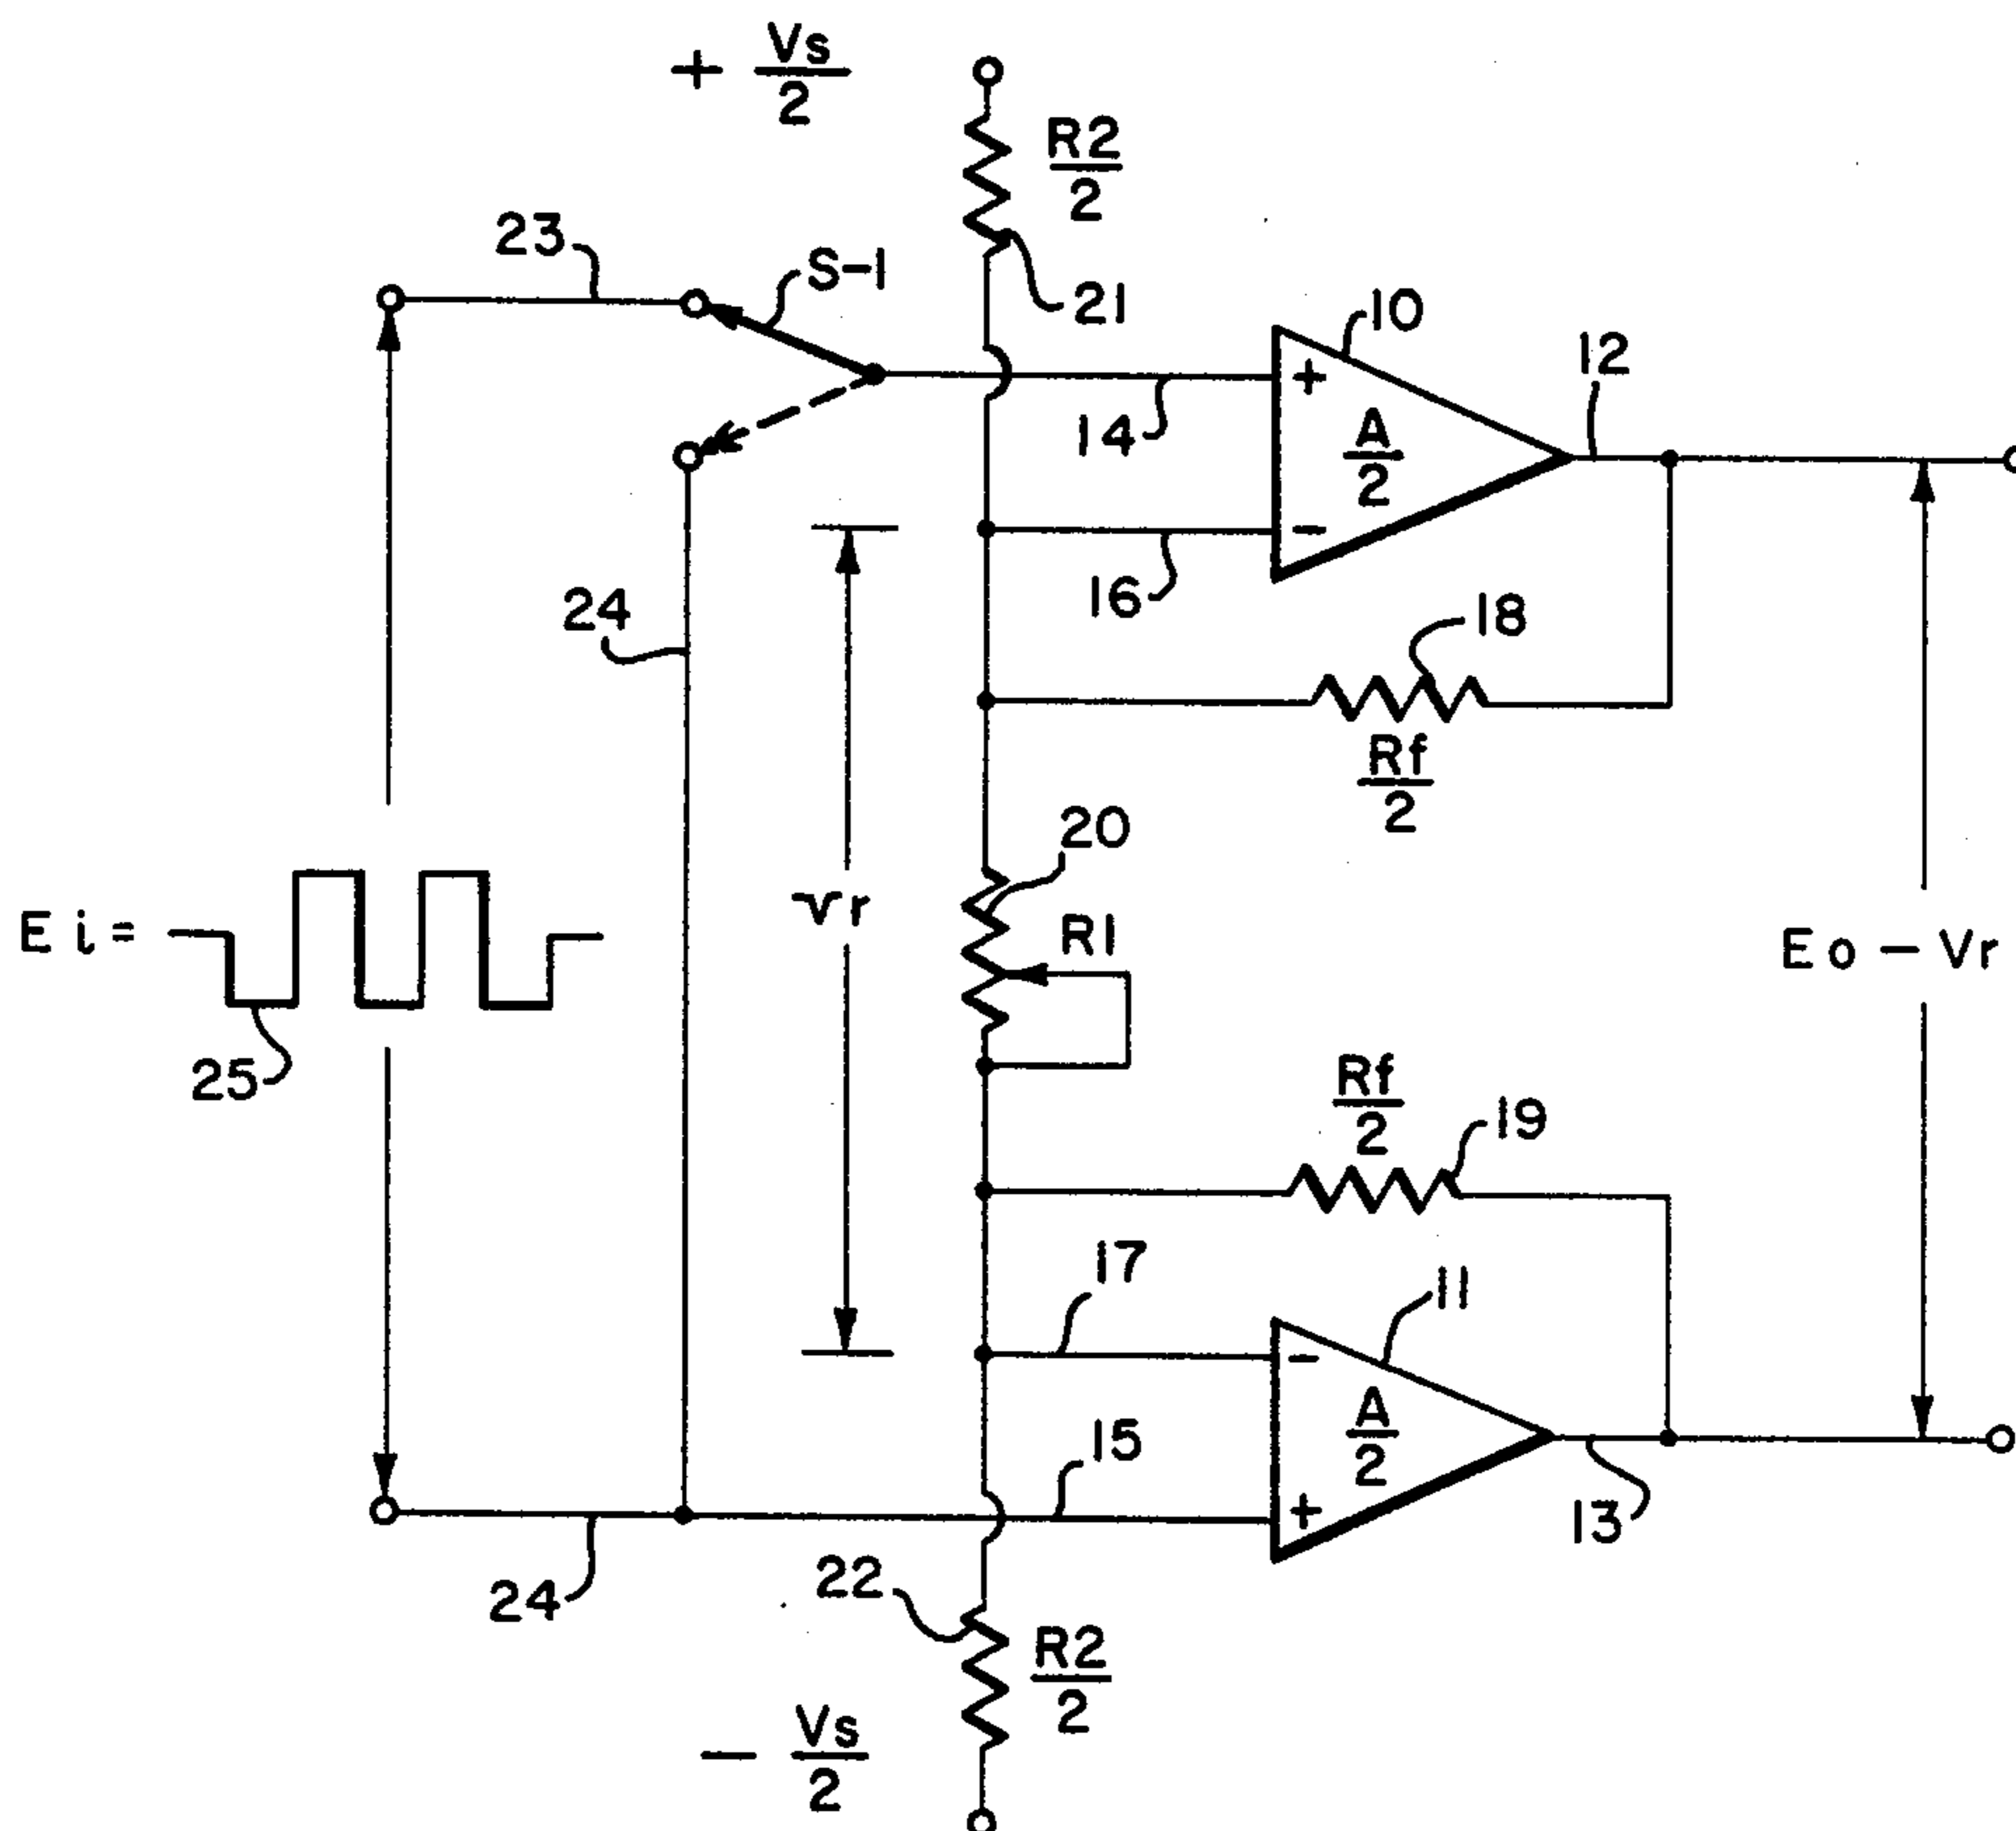 + Vs/2
R2/2
21
23
S-1
10
12
+
A/2
14
-
16
24
18
Rf/2
20
vr
R1
Ei =
Eo - Vr
25
Rf/2
19
17
11
-
A/2
15
+
13
24
22
R2/2
- Vs/2